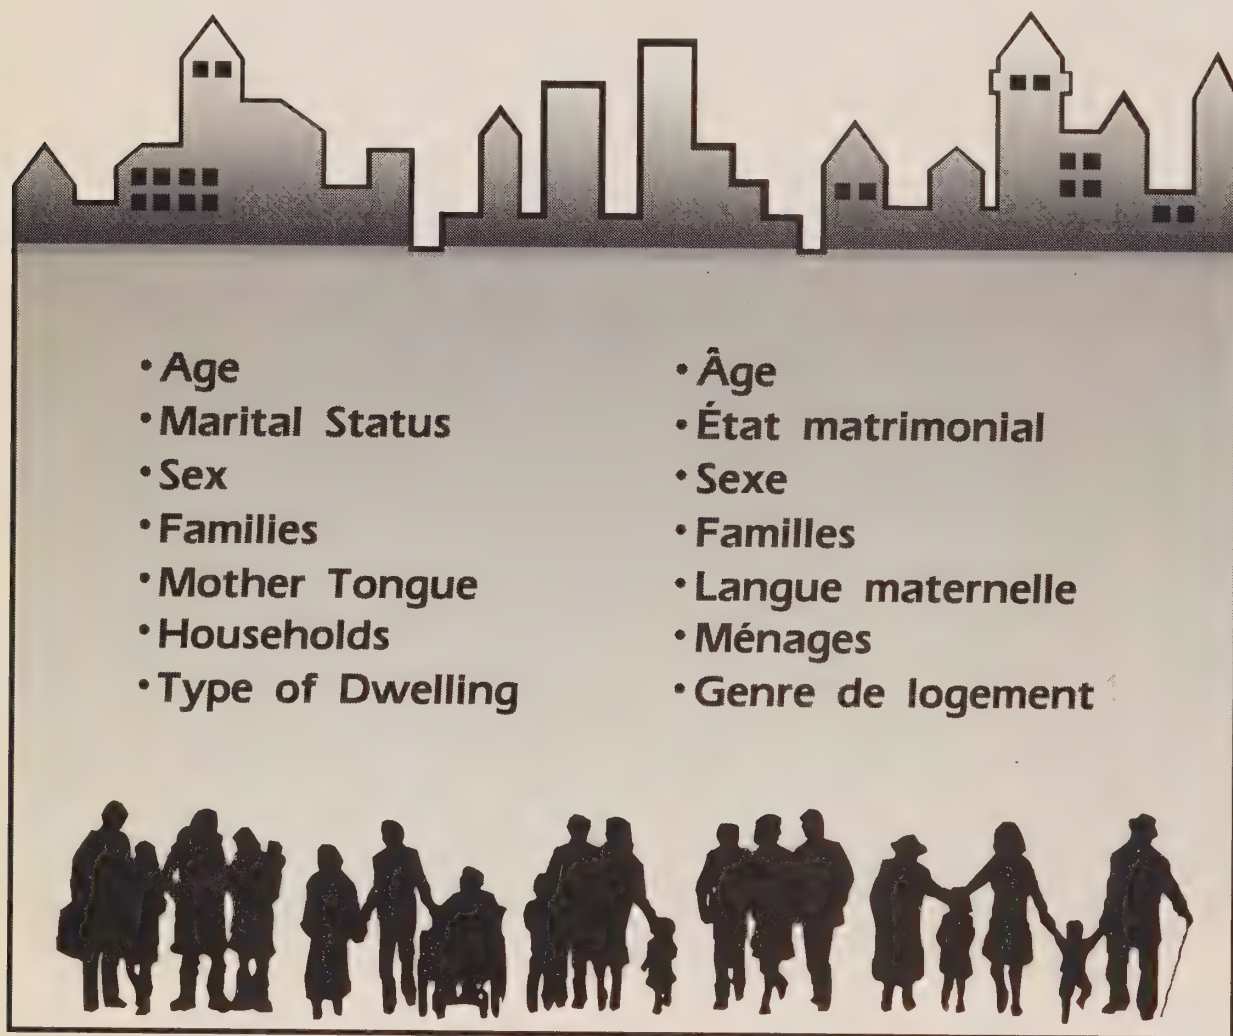 •Age
•Marital Status
•Sex
•Families
•Mother Tongue
•Households
•Type of Dwelling
•Âge
•État matrimonial
•Sexe
•Familles
•Langue maternelle
•Ménages
•Genre de logement